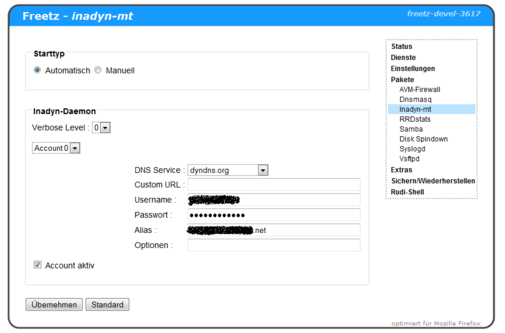 Freetz - inadyn-mt
freetz-devel-3617
Starttyp
Automatisch Manuell
Inadyn-Daemon
Verbose Level : 0
Account 0
DNS Service : dyndns.org
Custom URL :
Username :
Passwort : ••••••••••••
Alias : .net
Optionen :
Account aktiv
Übernehmen Standard
Status
Dienste
Einstellungen
Pakete
AVM-Firewall
Dnsmasq
Inadyn-mt
RRDstats
Samba
Disk Spindown
Syslogd
Vsftpd
Extras
Sichern/Wiederherstellen
Rudi-Shell
optimiert für Mozilla Firefox